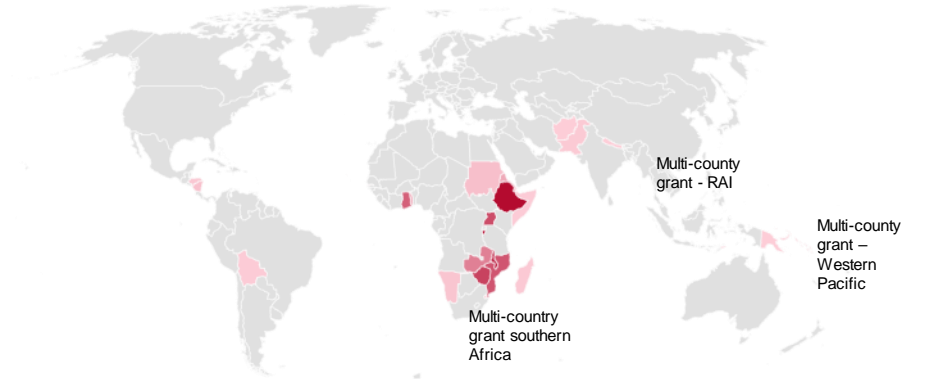 Multi-county
grant - RAI
Multi-county
grant –
Western
Pacific
Multi-country
grant southern
Africa